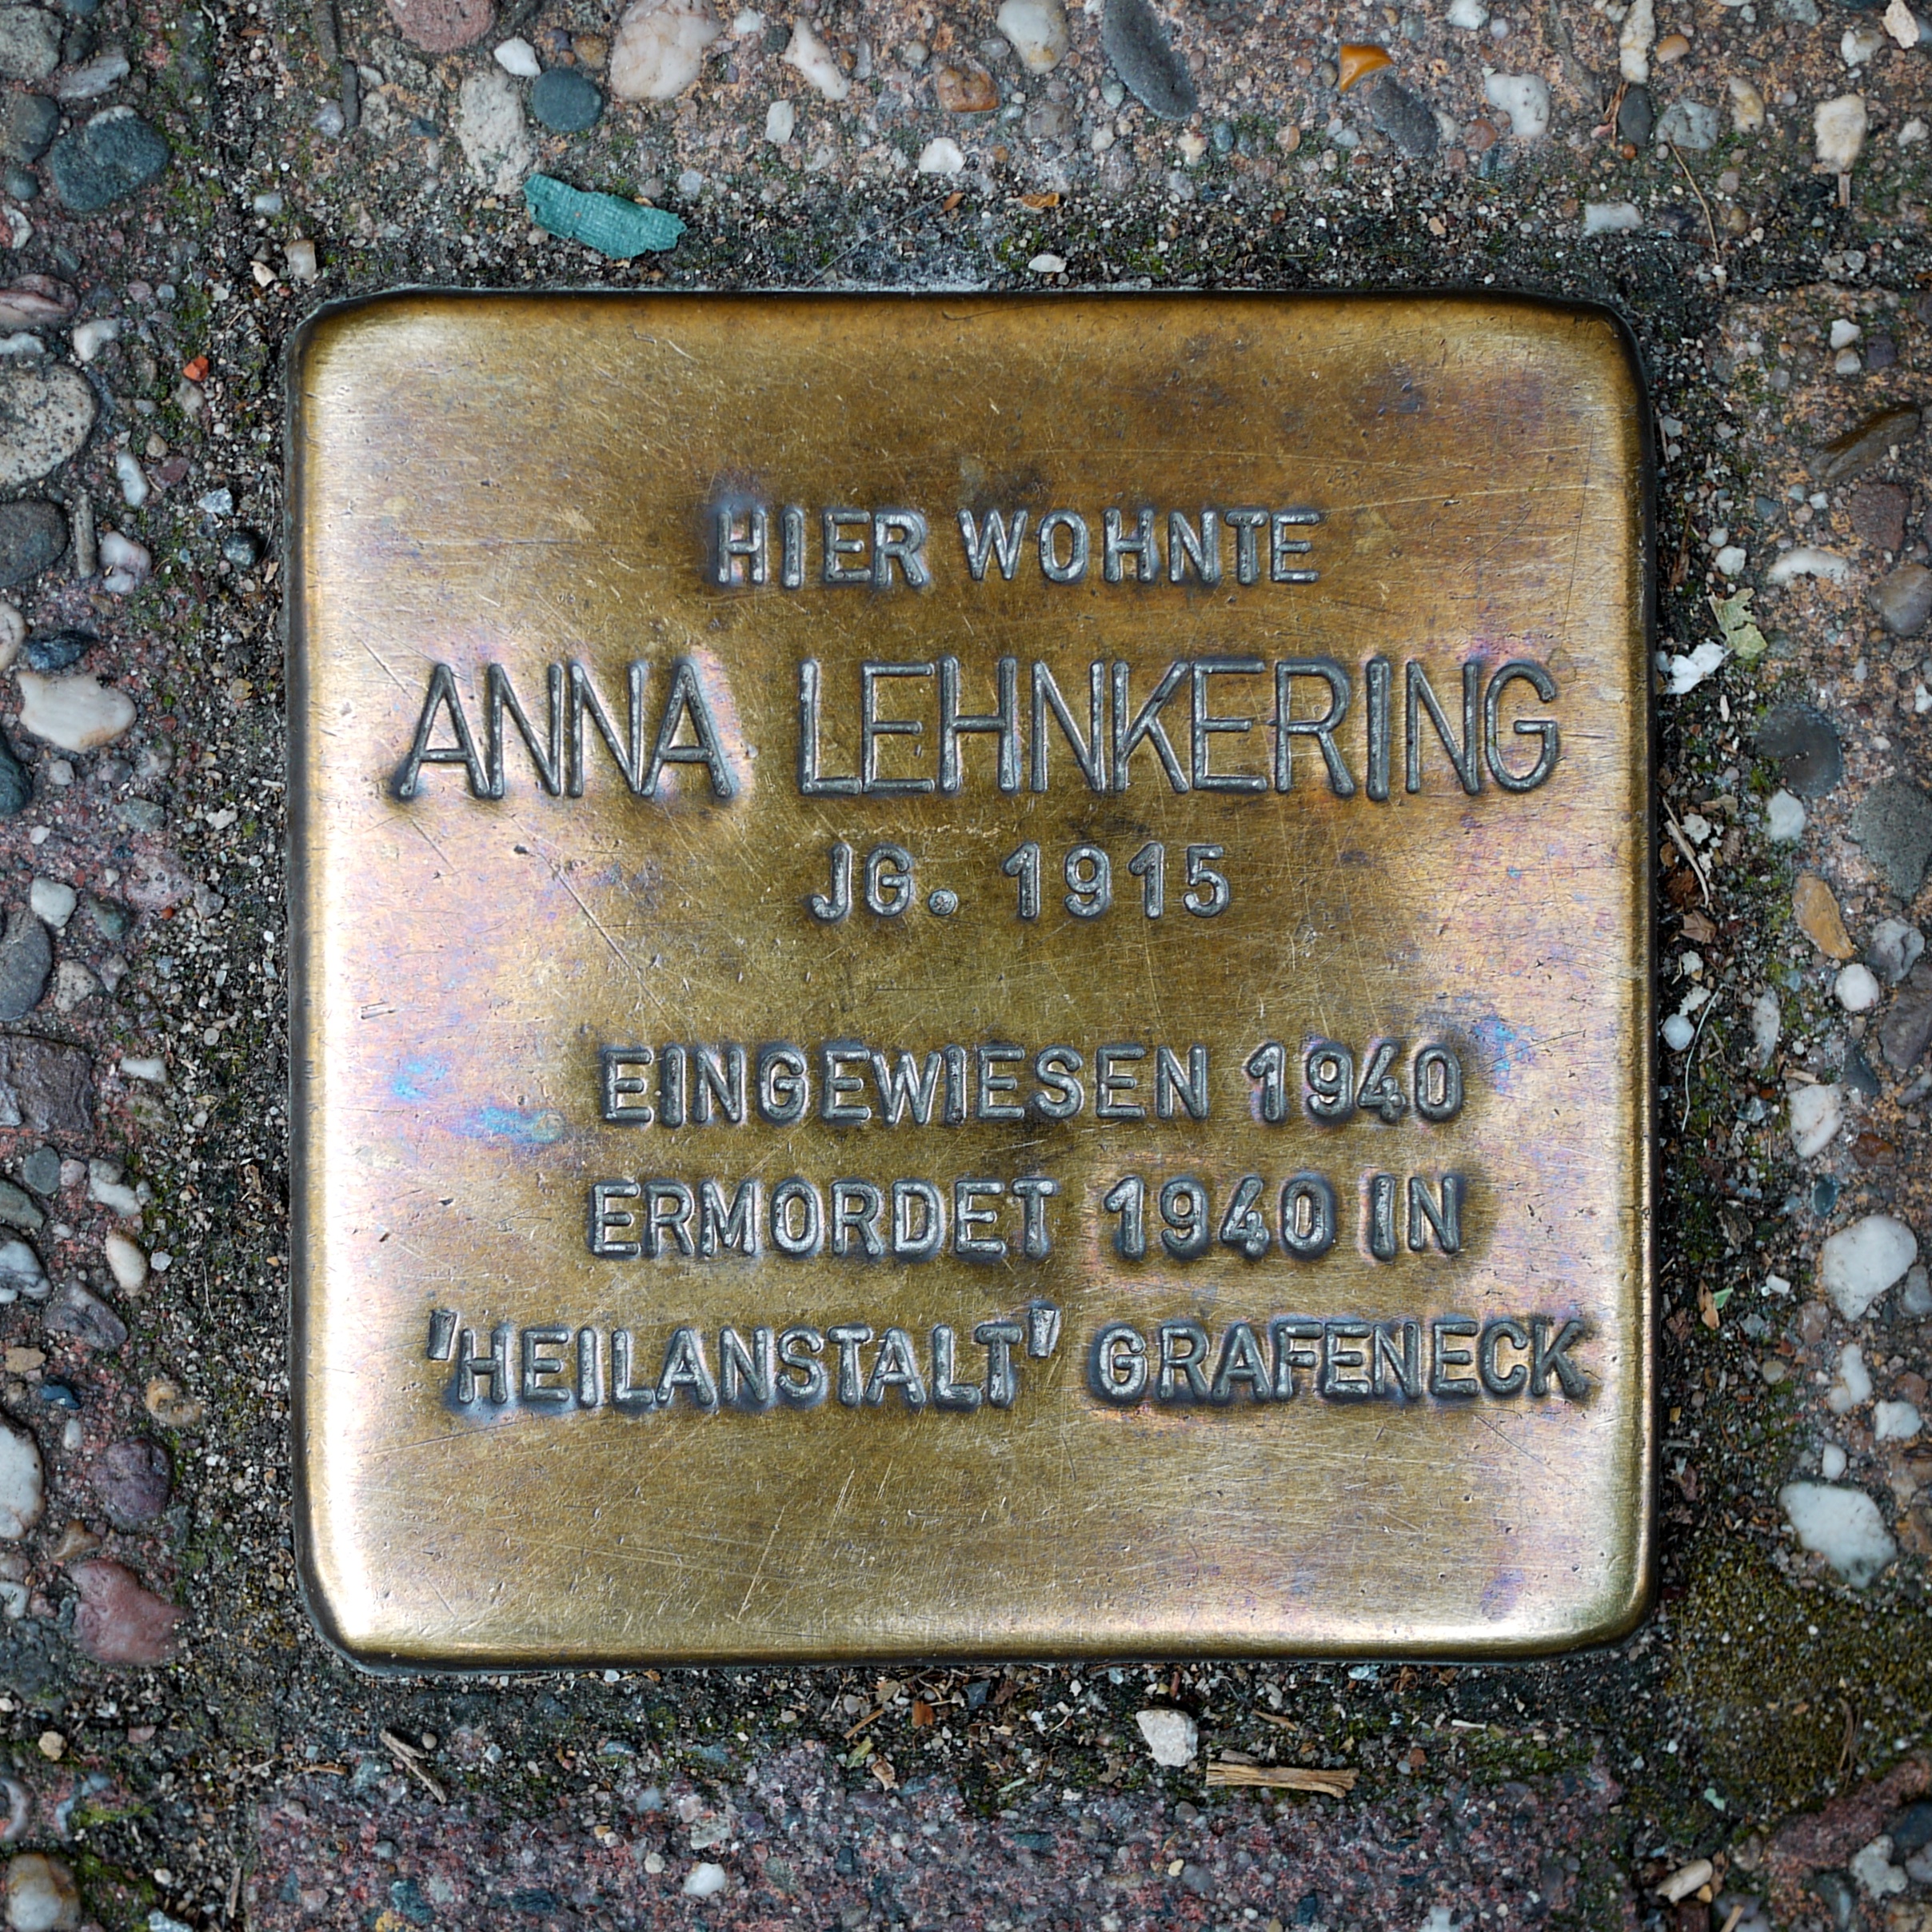 HIER WOHNTE
ANNA LEHNKERING
JG. 1915
EINGEWIESEN 1940
ERMORDET 1940 IN
'HEILANSTALT' GRAFENECK